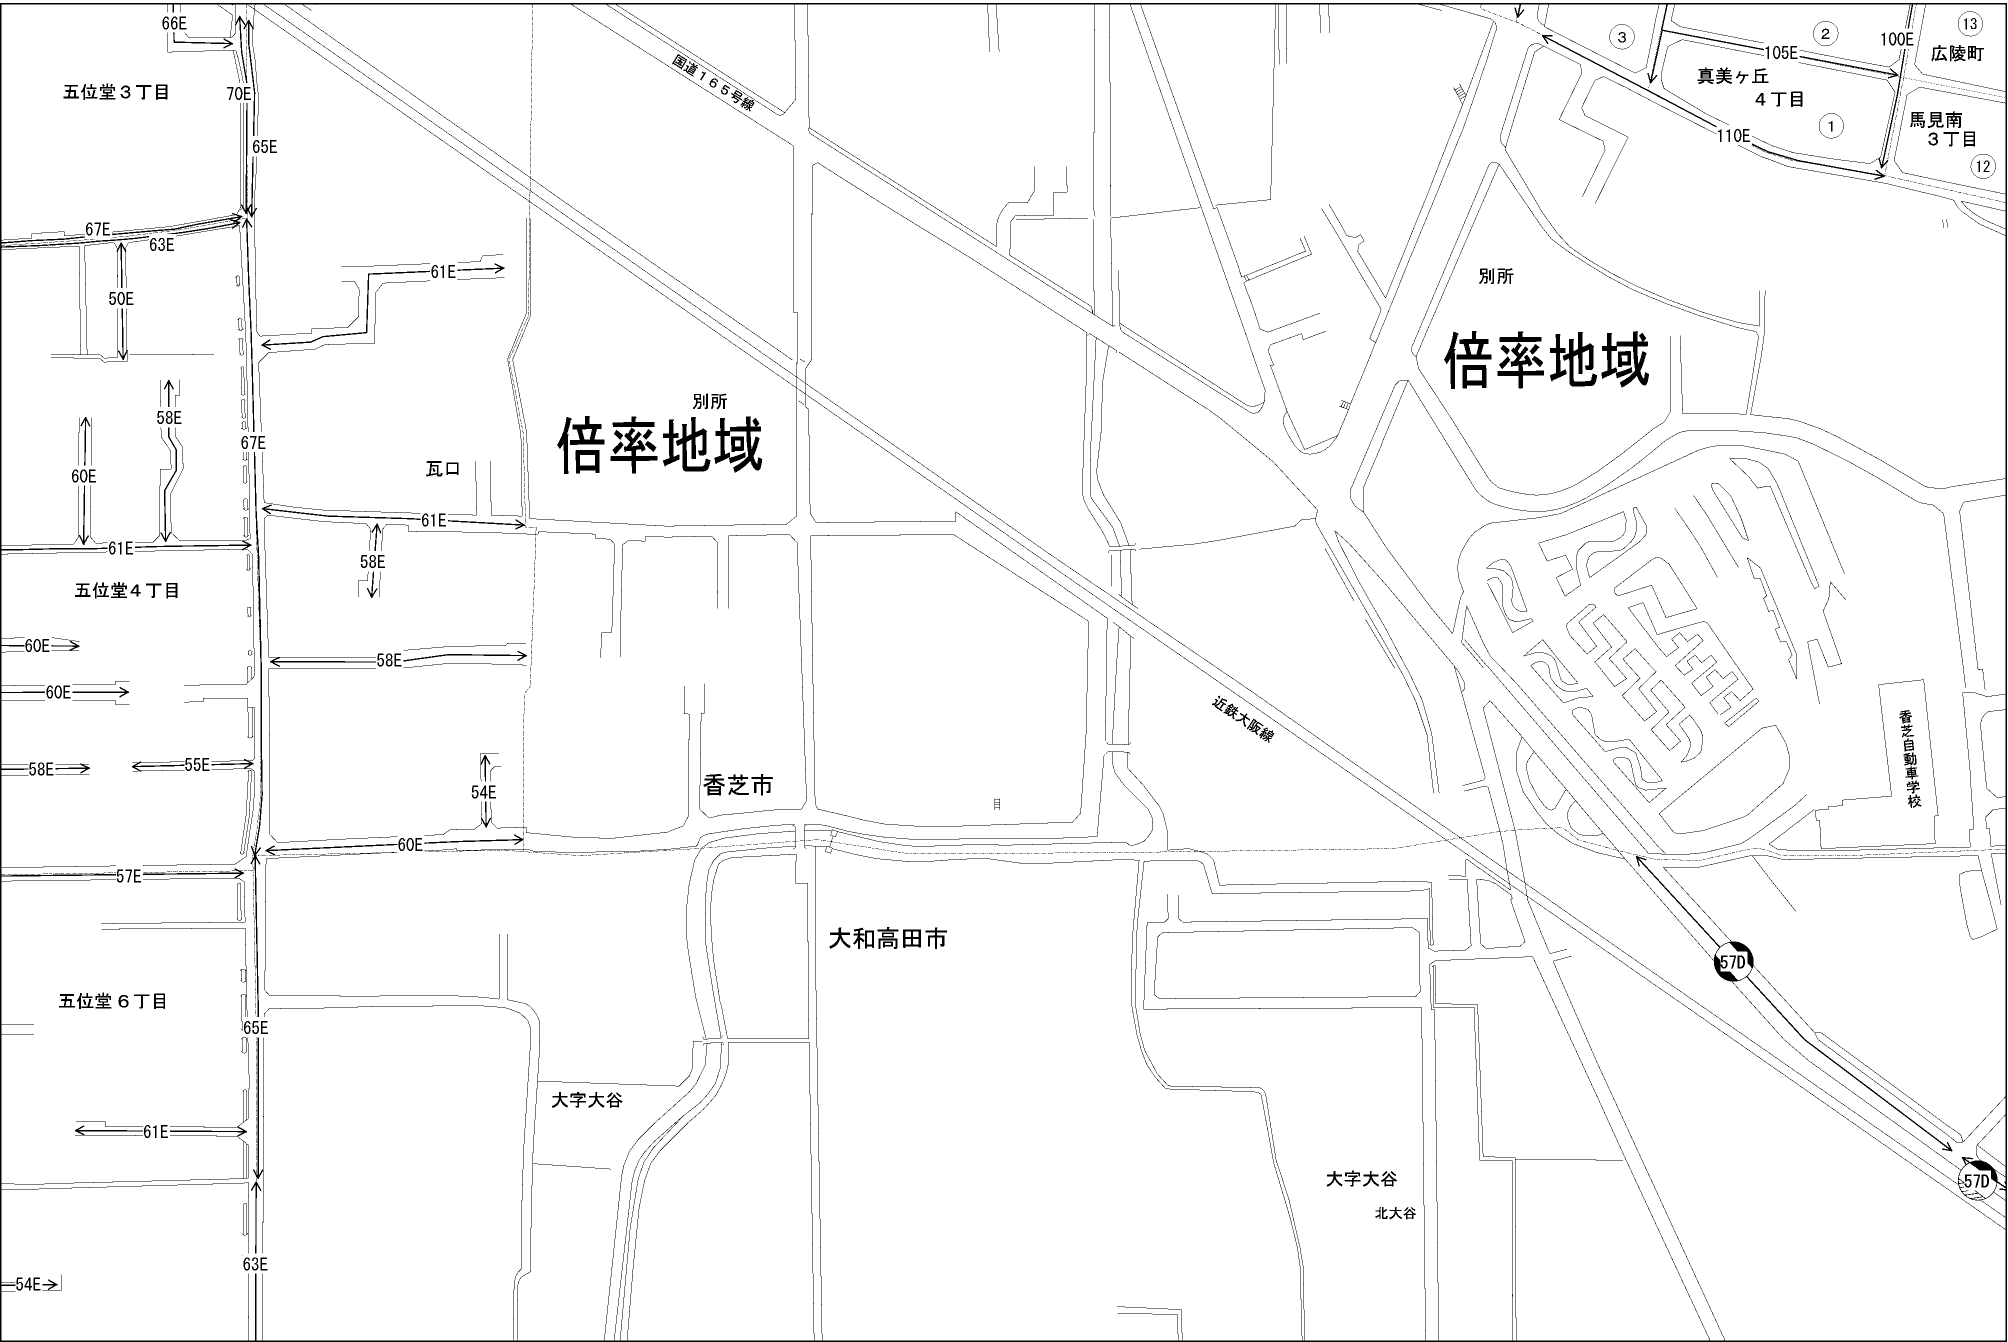 66E
70E
五位堂３丁目
65E
国道１６５号線
③
②
⑬
100E
105E
広陵町
真美ヶ丘
４丁目
①
110E
馬見南
３丁目
⑫
67E
63E
50E
61E
別所
倍率地域
別所
倍率地域
58E
67E
60E
瓦口
61E
61E
58E
五位堂４丁目
60E
58E
60E
近鉄大阪線
香芝自動車学校
58E
55E
54E
香芝市
60E
57E
大和高田市
57D
五位堂６丁目
65E
大字大谷
61E
大字大谷
北大谷
57D
63E
54E